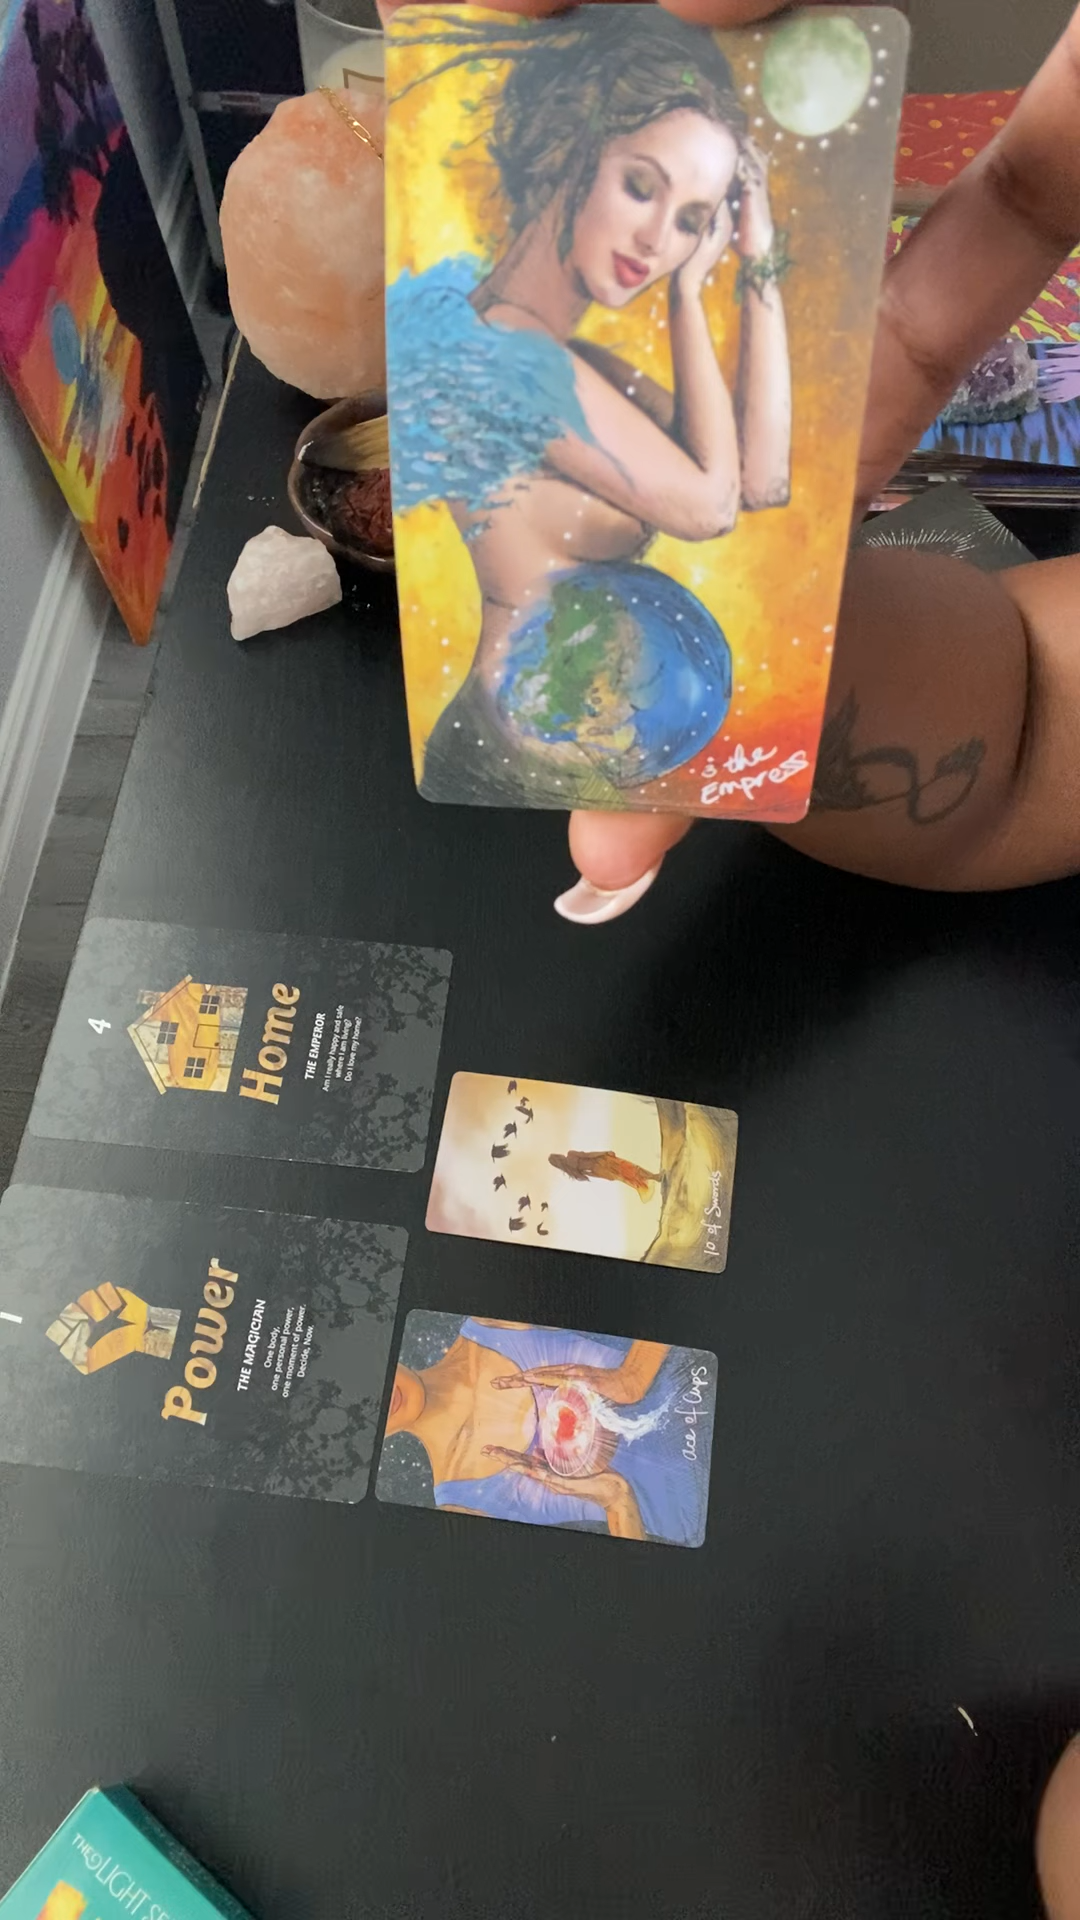 3: the
Empress
4
Home
THE EMPEROR
Am I really happy and safe
where I am living?
Do I love my home?
10 of Swords
1
Power
THE MAGICIAN
One body,
one personal power,
one moment of power.
Decide, Now.
ace of Cups
THE LIGHT SE